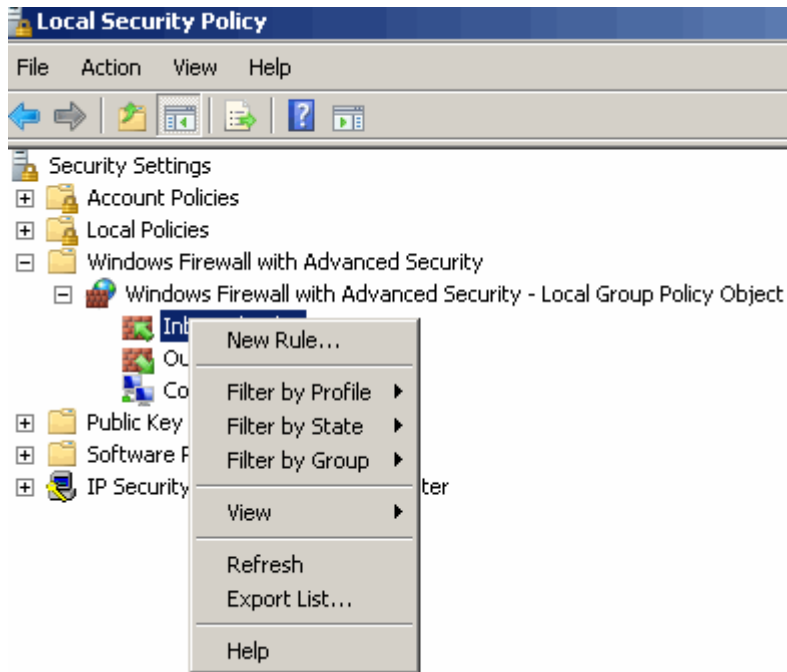 Local Security Policy
File Action View Help
Security Settings
Account Policies
Local Policies
Windows Firewall with Advanced Security
Windows Firewall with Advanced Security - Local Group Policy Object
New Rule...
Filter by Profile
Public Key
Filter by State
Software
Filter by Group
IP Security
View
Refresh
Export List...
Help